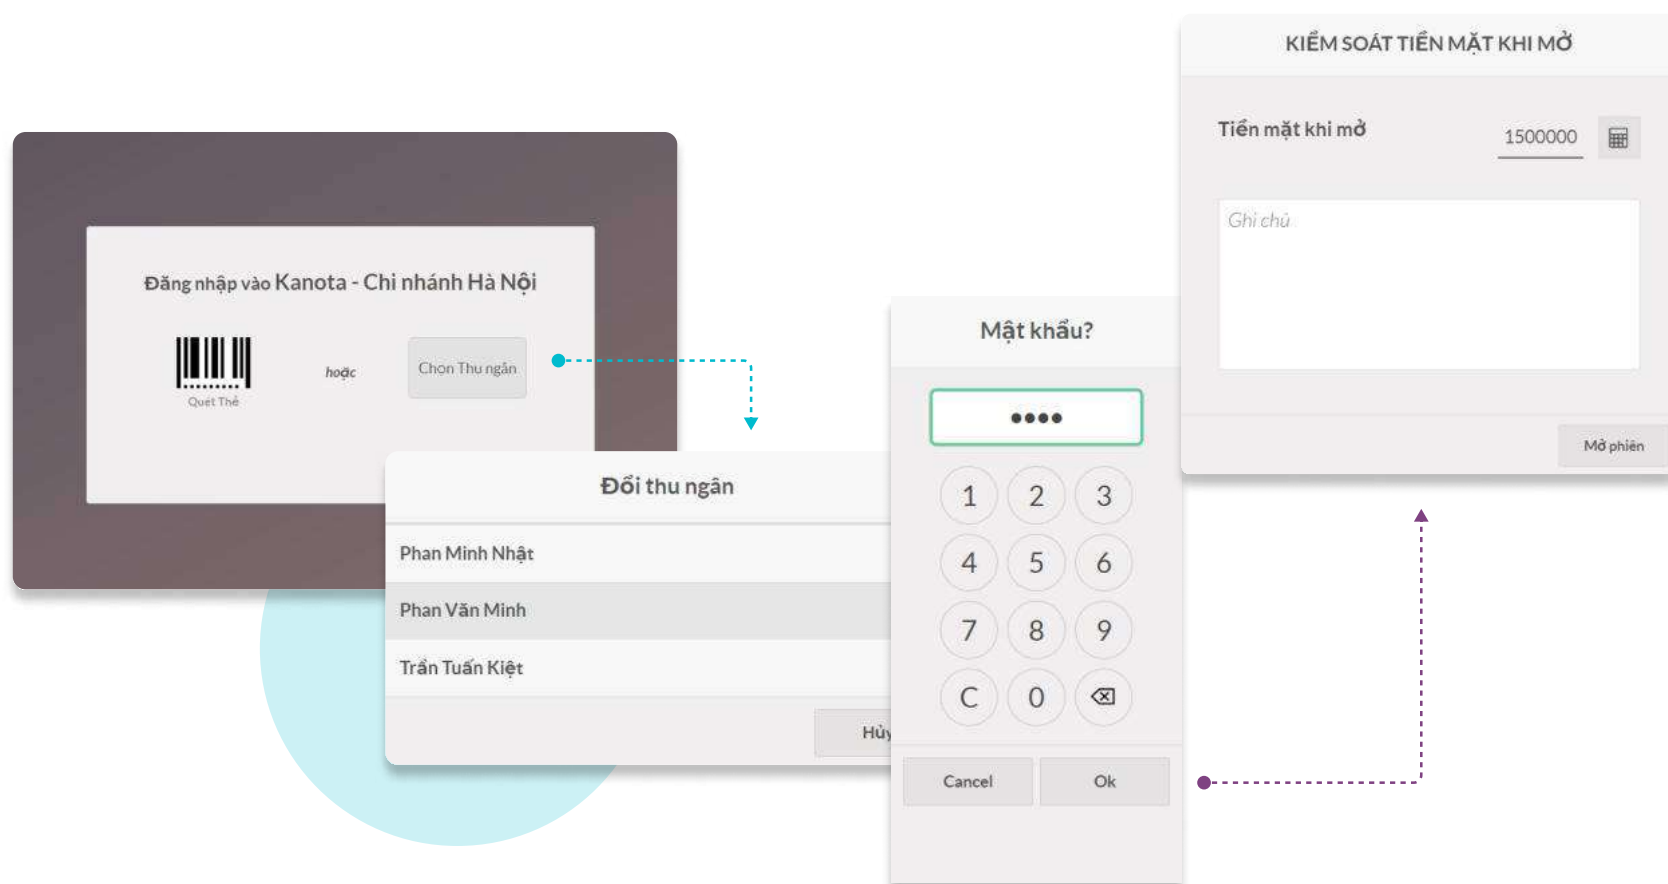 Đăng nhập vào Kanota - Chi nhánh Hà Nội
Quét Thẻ
hoặc
Chọn Thu ngân
Đổi thu ngân
Phan Minh Nhật
Phan Văn Minh
Trần Tuấn Kiệt
Hủy
Mật khẩu?
••••
1 2 3
4 5 6
7 8 9
C 0
Cancel Ok
KIỂM SOÁT TIỀN MẶT KHI MỞ
Tiền mặt khi mở 1500000
Ghi chú
Mở phiên